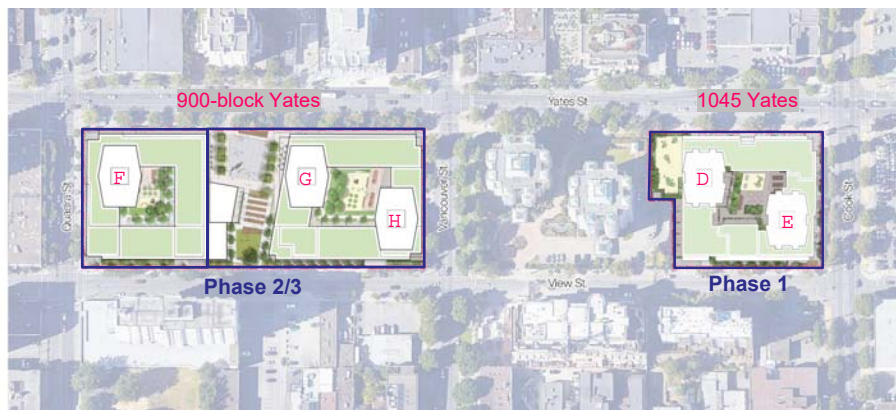 900-block Yates
1045 Yates
Yates St.
F
G
H
D
E
Quadra St.
Vancouver St.
Cook St.
View St.
Phase 2/3
Phase 1